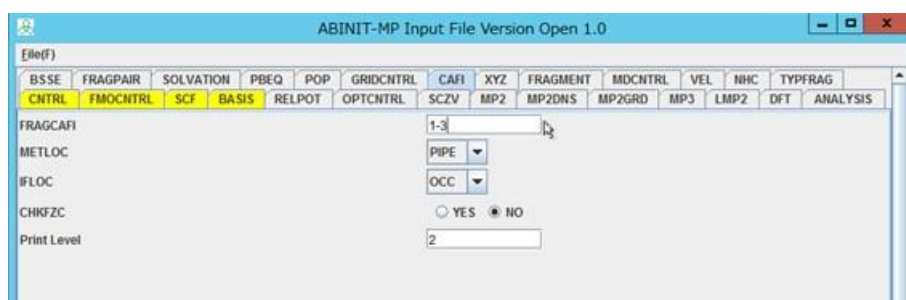 ABINIT-MP Input File Version Open 1.0
File(F)
BSSE FRAGPAIR SOLVATION PBEQ POP GRIDCNTRL CAFI XYZ FRAGMENT MDCNTRL VEL NHC TYPFRAG
CNTRL FMOCNTRL SCF BASIS RELPOT OPTCNTRL SCZV MP2 MP2DNS MP2GRD MP3 LMP2 DFT ANALYSIS
FRAGCAFI 1-3
METLOC PIPE
IFLOC OCC
CHKFZC YES NO
Print Level 2